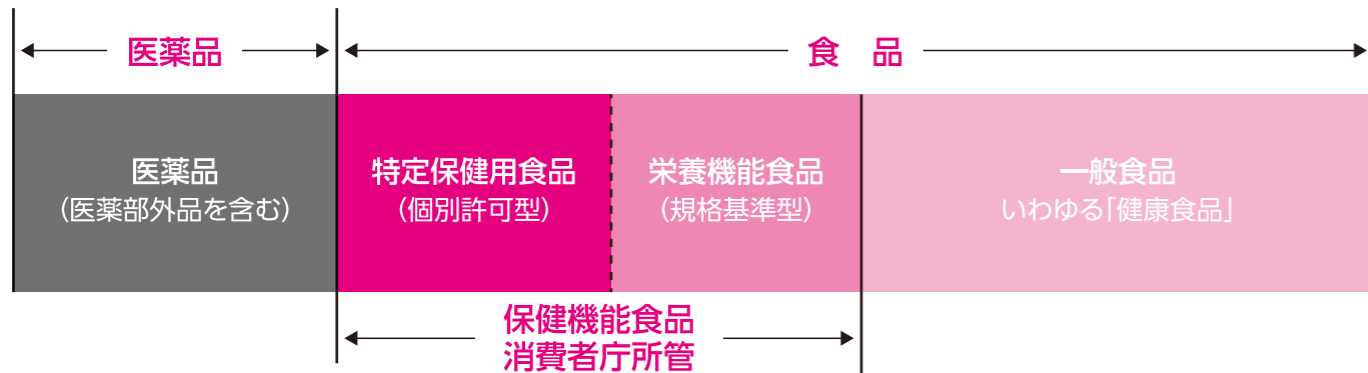 医薬品
食 品
医薬品
(医薬部外品を含む)
特定保健用食品
(個別許可型)
栄養機能食品
(規格基準型)
一般食品
いわゆる「健康食品」
保健機能食品
消費者庁所管